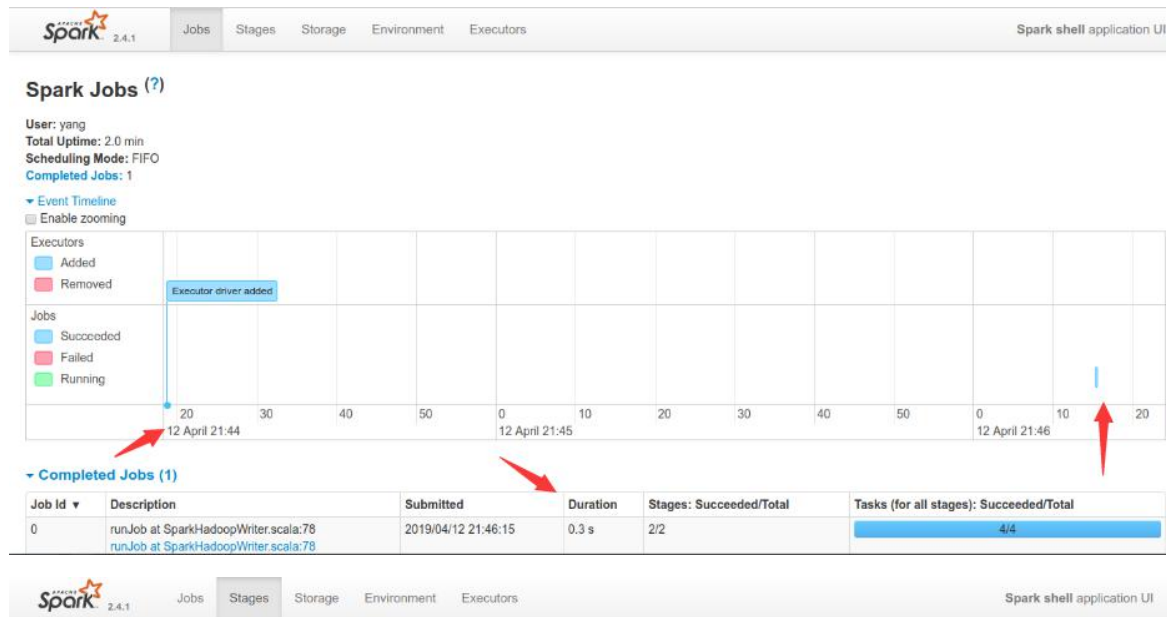 APACHE Spark 2.4.1 Jobs Stages Storage Environment Executors Spark shell application UI
Spark Jobs (?)
User: yang
Total Uptime: 2.0 min
Scheduling Mode: FIFO
Completed Jobs: 1
Event Timeline
Enable zooming
Executors
Added
Removed
Executor driver added
Jobs
Succeeded
Failed
Running
20 30 40 50 0 10 20 30 40 50 0 10 20
12 April 21:44 12 April 21:45 12 April 21:46
Completed Jobs (1)
Job Id ▾ Description Submitted Duration Stages: Succeeded/Total Tasks (for all stages): Succeeded/Total
0 runJob at SparkHadoopWriter.scala:78 2019/04/12 21:46:15 0.3 s 2/2 4/4
runJob at SparkHadoopWriter.scala:78
APACHE Spark 2.4.1 Jobs Stages Storage Environment Executors Spark shell application UI